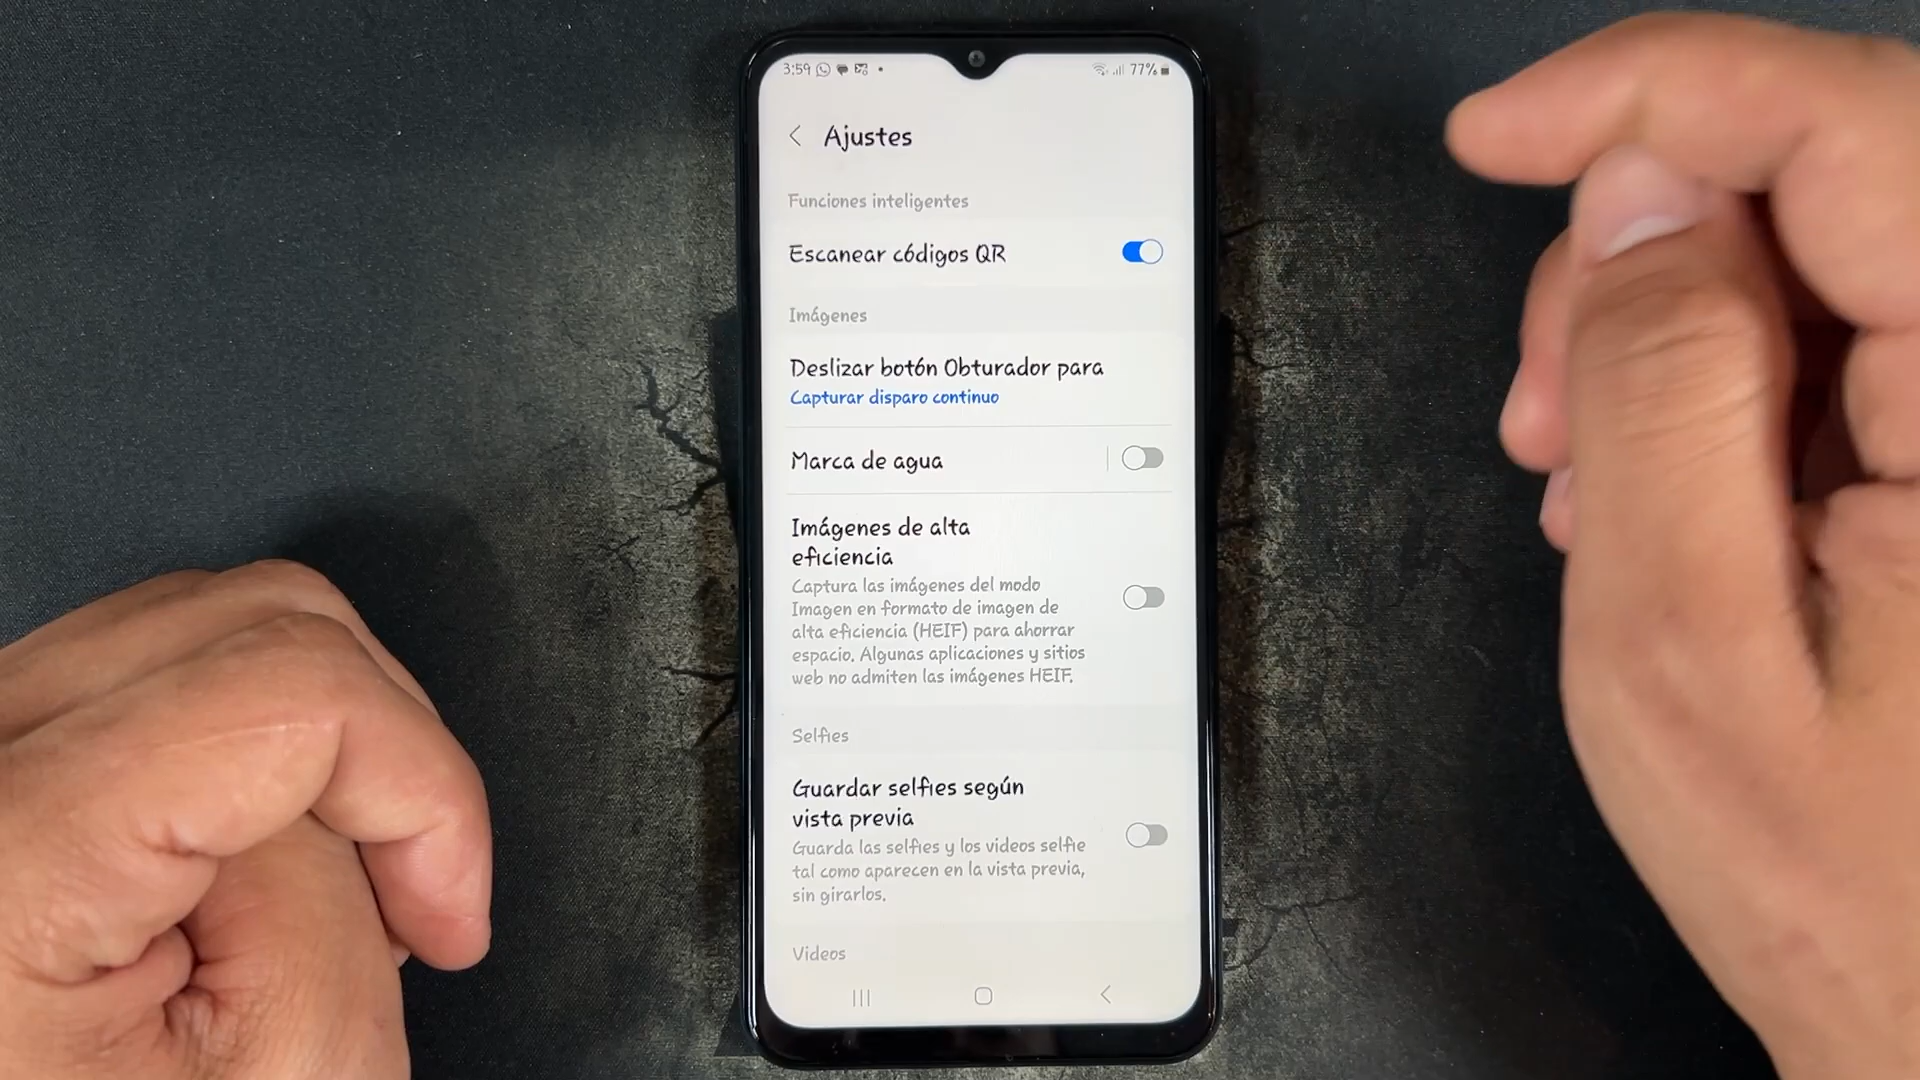 3:59
77%
Ajustes
Funciones inteligentes
Escanear códigos QR
Imágenes
Deslizar botón Obturador para
Capturar disparo continuo
Marca de agua
Imágenes de alta
eficiencia
Captura las imágenes del modo
Imagen en formato de imagen de
alta eficiencia (HEIF) para ahorrar
espacio. Algunas aplicaciones y sitios
web no admiten las imágenes HEIF.
Selfies
Guardar selfies según
vista previa
Guarda las selfies y los videos selfie
tal como aparecen en la vista previa,
sin girarlos.
Videos